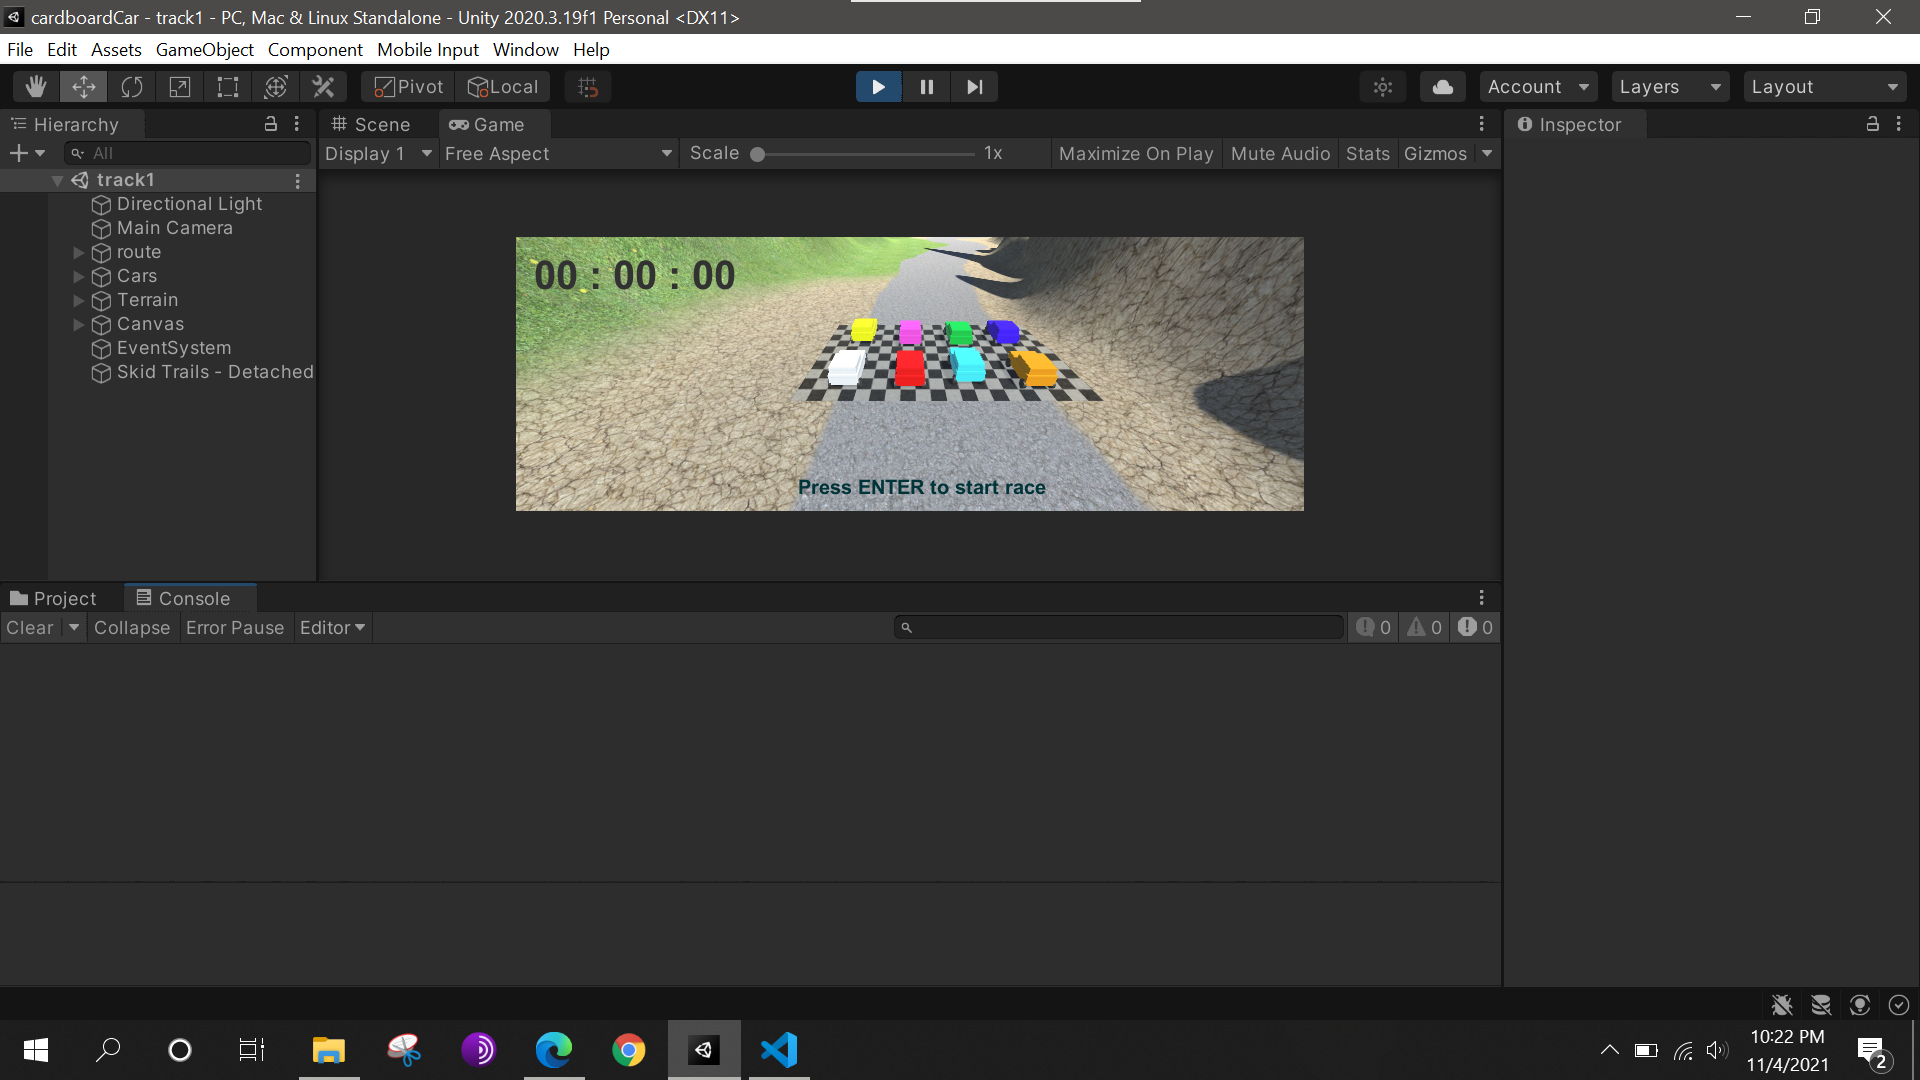 cardboardCar - track1 - PC, Mac & Linux Standalone - Unity 2020.3.19f1 Personal <DX11>
File Edit Assets GameObject Component Mobile Input Window Help
Pivot Local Account Layers Layout
Hierarchy
All
track1
Directional Light
Main Camera
route
Cars
Terrain
Canvas
EventSystem
Skid Trails - Detached
Scene Game
Display 1 Free Aspect Scale 1x Maximize On Play Mute Audio Stats Gizmos
00 : 00 : 00
Press ENTER to start race
Inspector
Project Console
Clear Collapse Error Pause Editor 0 0 0
10:22 PM
11/4/2021
2